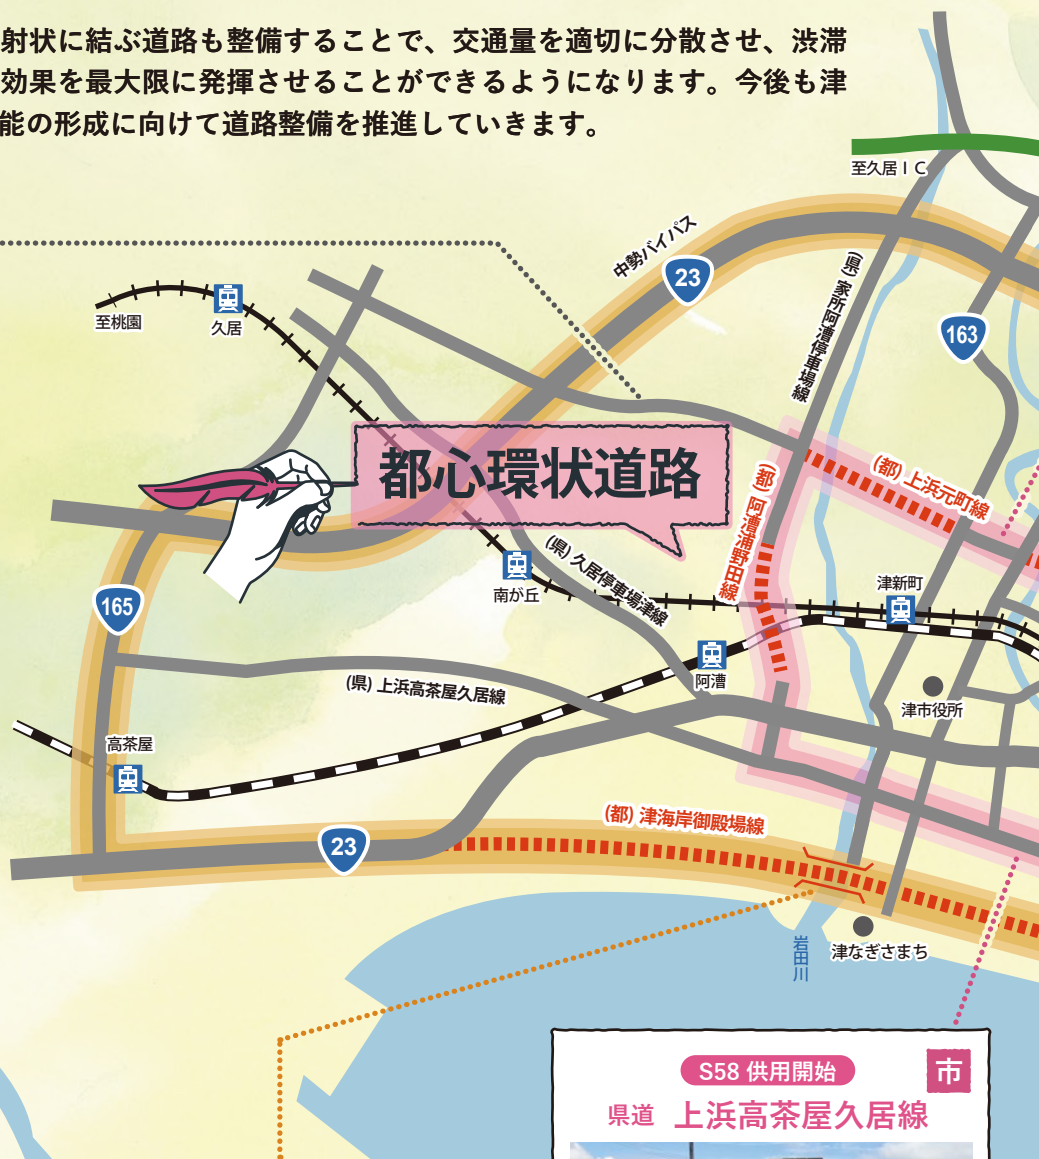 射状に結ぶ道路も整備することで、交通量を適切に分散させ、渋滞
効果を最大限に発揮させることができるようになります。今後も津
能の形成に向けて道路整備を推進していきます。
至久居IC
中勢バイパス
23
(県) 家所阿漕停車場線
163
至桃園
久居
都心環状道路
(都) 上浜元町線
(都) 阿漕浦野田線
(県) 久居停車場津線
南が丘
津新町
165
阿漕
(県) 上浜高茶屋久居線
津市役所
高茶屋
(都) 津海岸御殿場線
23
岩田川
津なぎさまち
S58 供用開始
市
県道 上浜高茶屋久居線